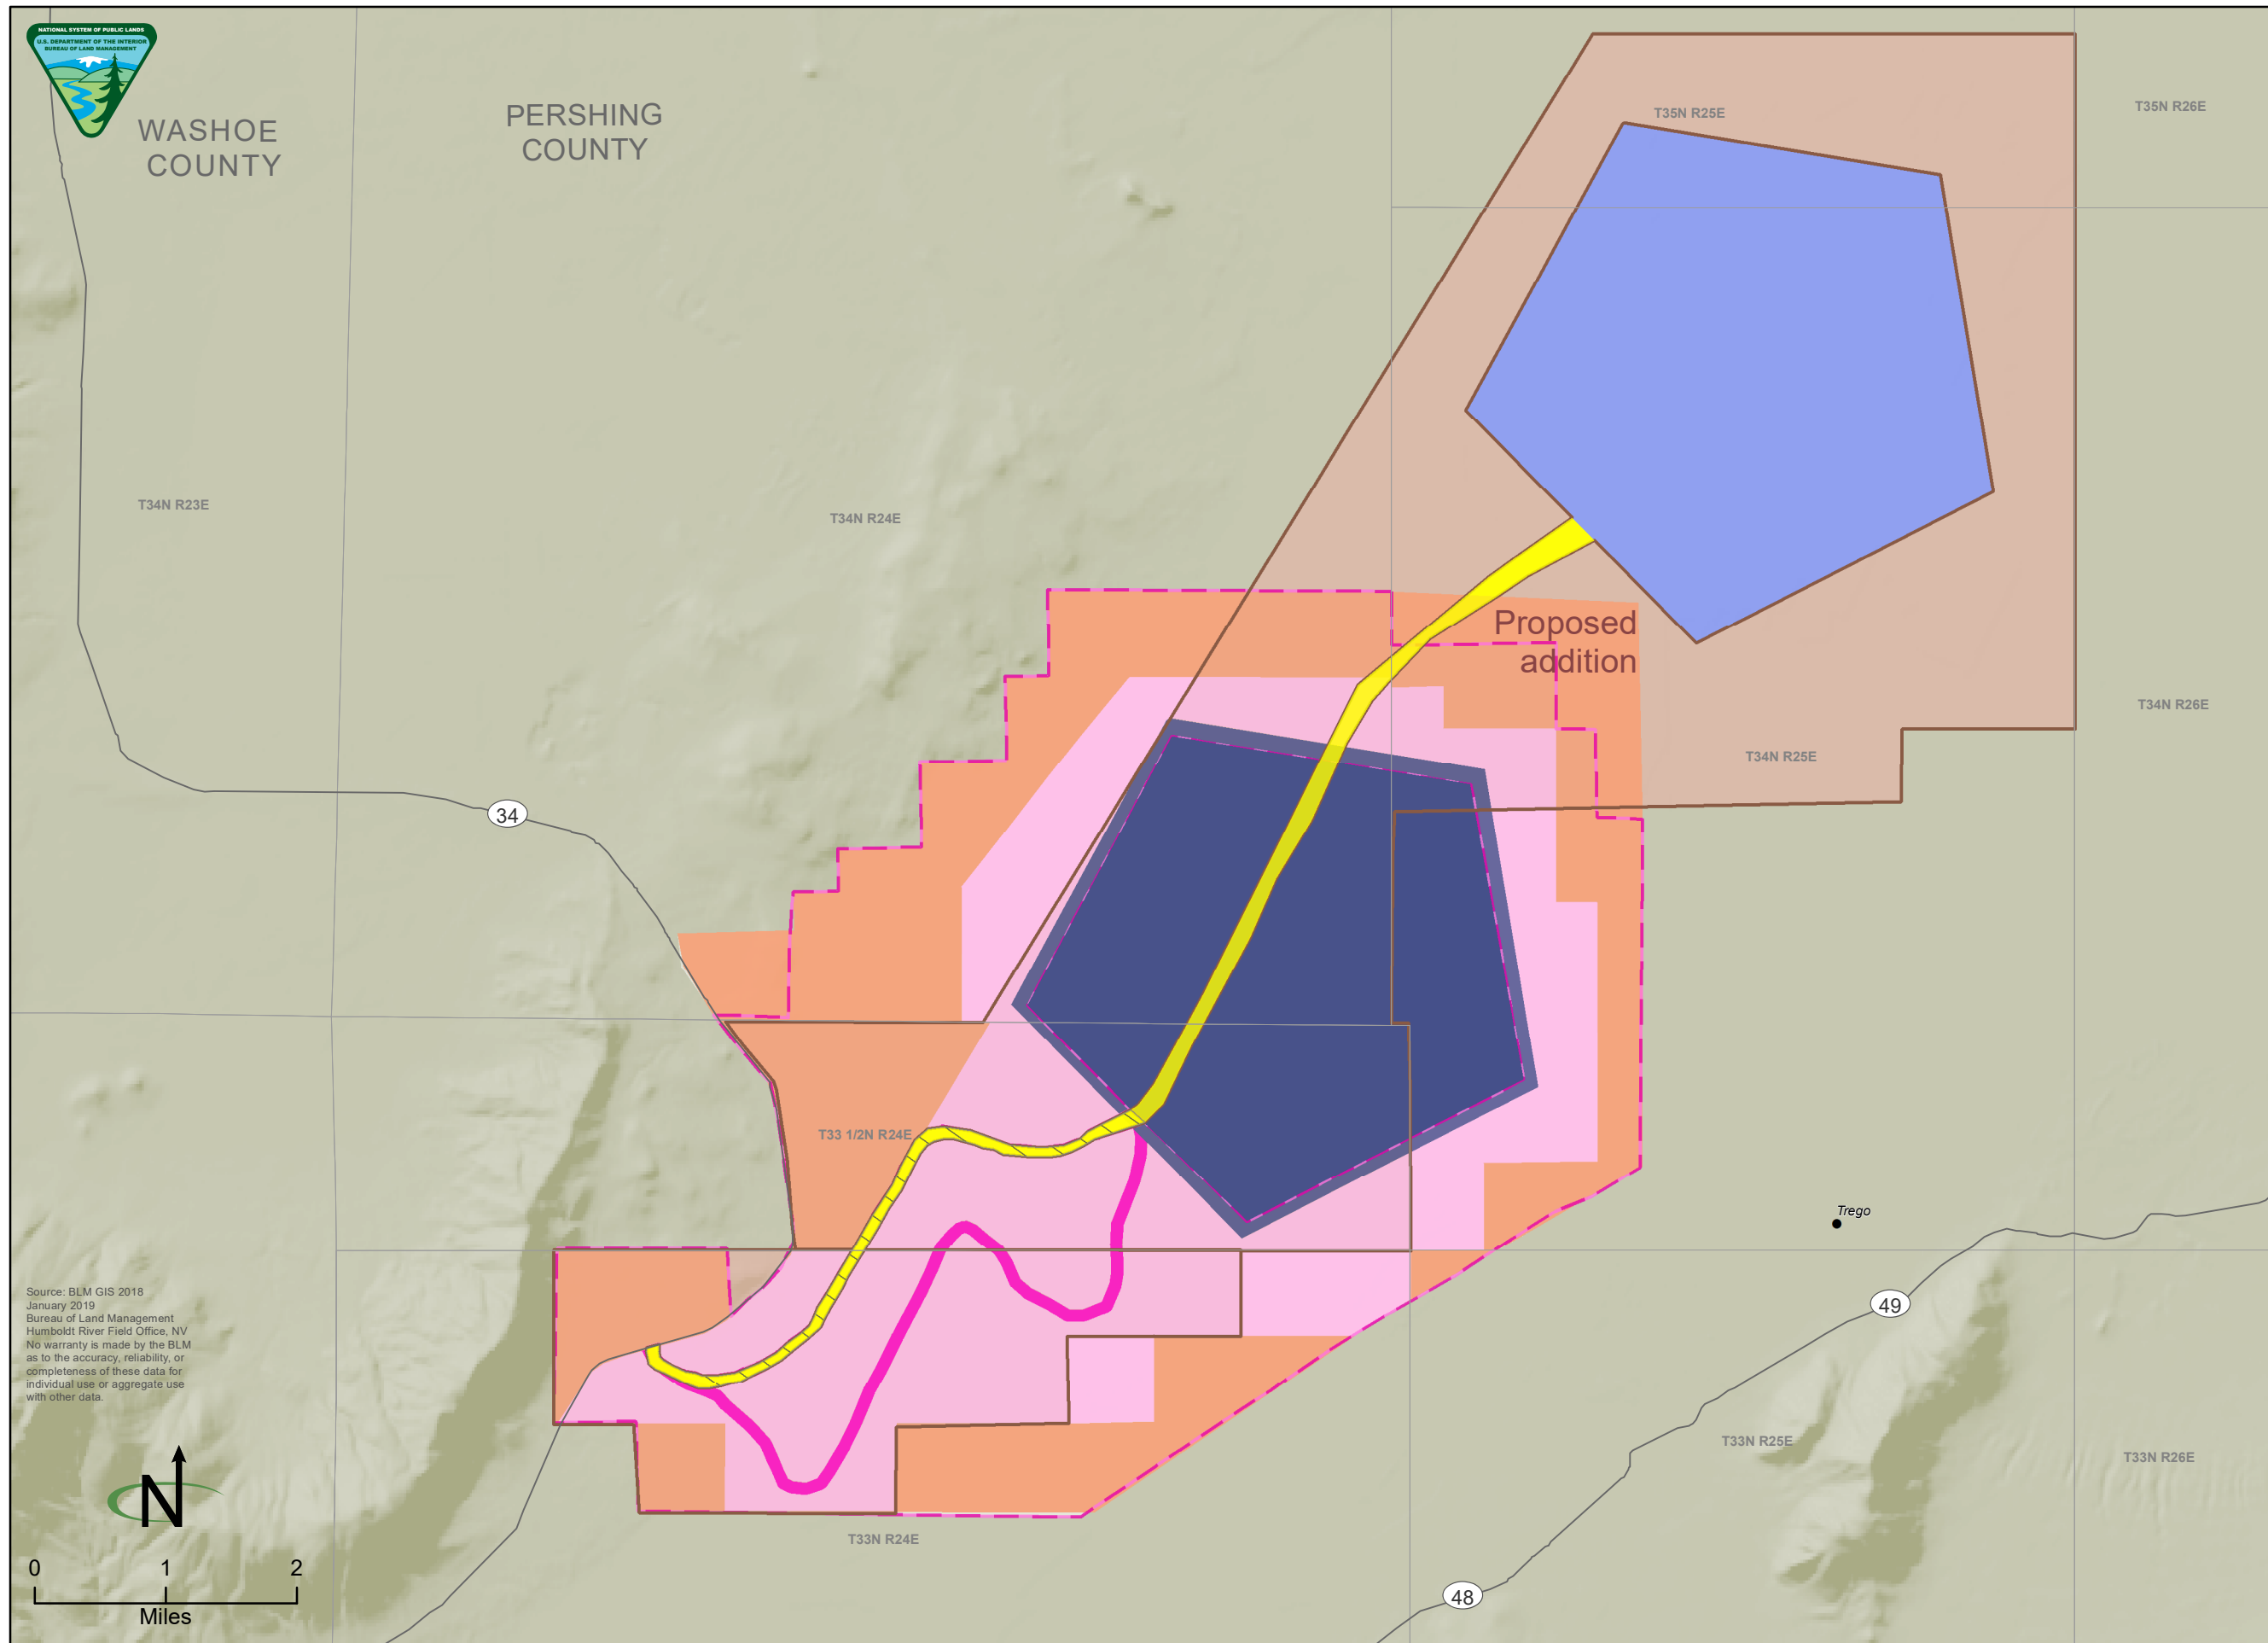 NATIONAL SYSTEM OF PUBLIC LANDS
U.S. DEPARTMENT OF THE INTERIOR
BUREAU OF LAND MANAGEMENT
WASHOE
COUNTY
PERSHING
COUNTY
T35N R25E
T35N R26E
T34N R23E
T34N R24E
Proposed
addition
T34N R26E
T34N R25E
34
T33 1/2N R24E
Trego
Source: BLM GIS 2018
January 2019
Bureau of Land Management
Humboldt River Field Office, NV
No warranty is made by the BLM
as to the accuracy, reliability, or
completeness of these data for
individual use or aggregate use
with other data.
49
T33N R25E
T33N R26E
N
T33N R24E
0 1 2
Miles
48